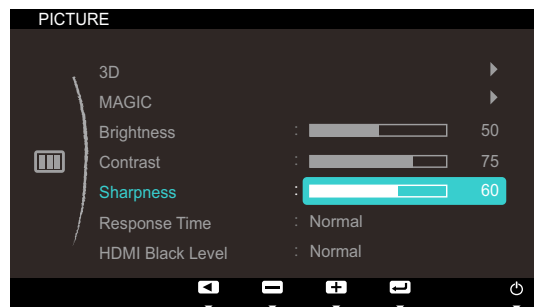 PICTURE
3D
MAGIC
Brightness : 50
Contrast : 75
Sharpness : 60
Response Time : Normal
HDMI Black Level : Normal